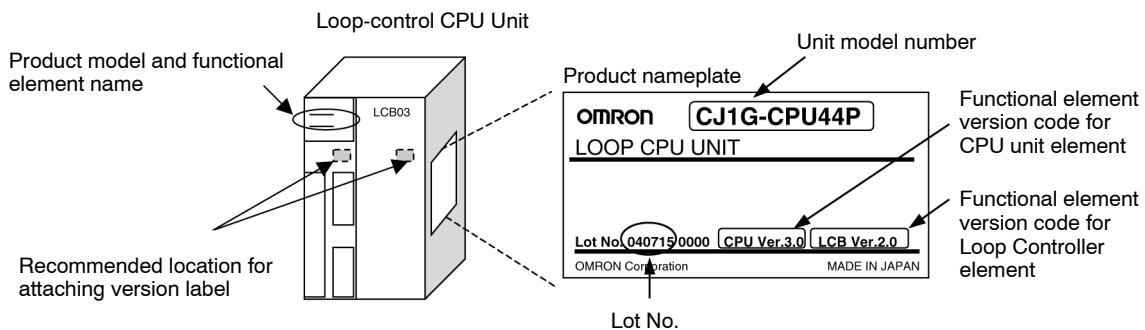 Loop-control CPU Unit
Product model and functional
element name
LCB03
Recommended location for
attaching version label
Unit model number
Product nameplate
OMRON
CJ1G-CPU44P
LOOP CPU UNIT
Lot No. 040715 0000 CPU Ver.3.0 LCB Ver.2.0
OMRON Corporation MADE IN JAPAN
Functional element
version code for
CPU unit element
Functional element
version code for
Loop Controller
element
Lot No.